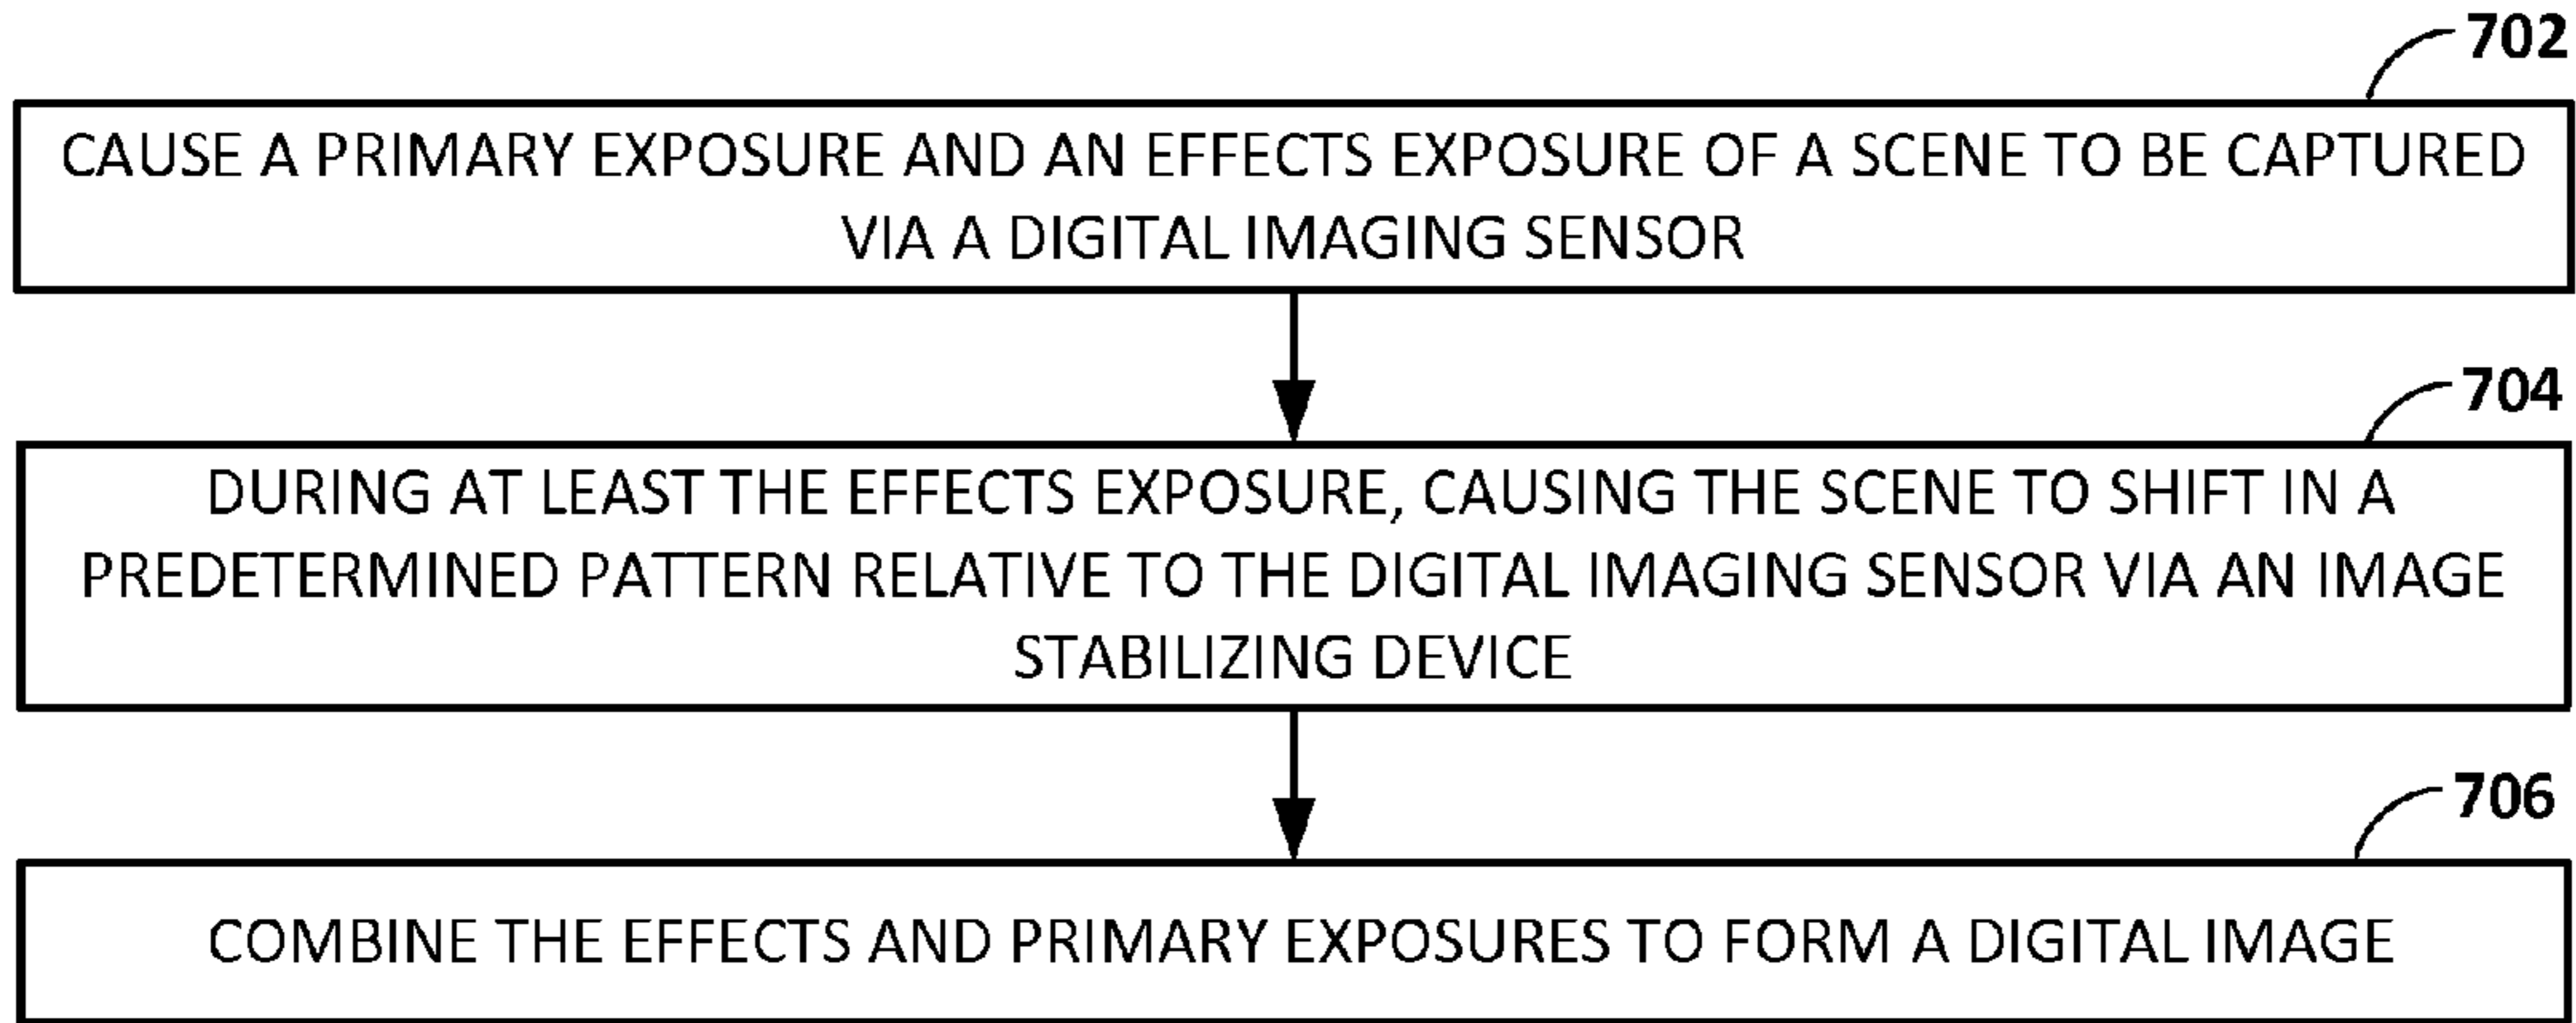 702
CAUSE A PRIMARY EXPOSURE AND AN EFFECTS EXPOSURE OF A SCENE TO BE CAPTURED
VIA A DIGITAL IMAGING SENSOR
704
DURING AT LEAST THE EFFECTS EXPOSURE, CAUSING THE SCENE TO SHIFT IN A
PREDETERMINED PATTERN RELATIVE TO THE DIGITAL IMAGING SENSOR VIA AN IMAGE
STABILIZING DEVICE
706
COMBINE THE EFFECTS AND PRIMARY EXPOSURES TO FORM A DIGITAL IMAGE